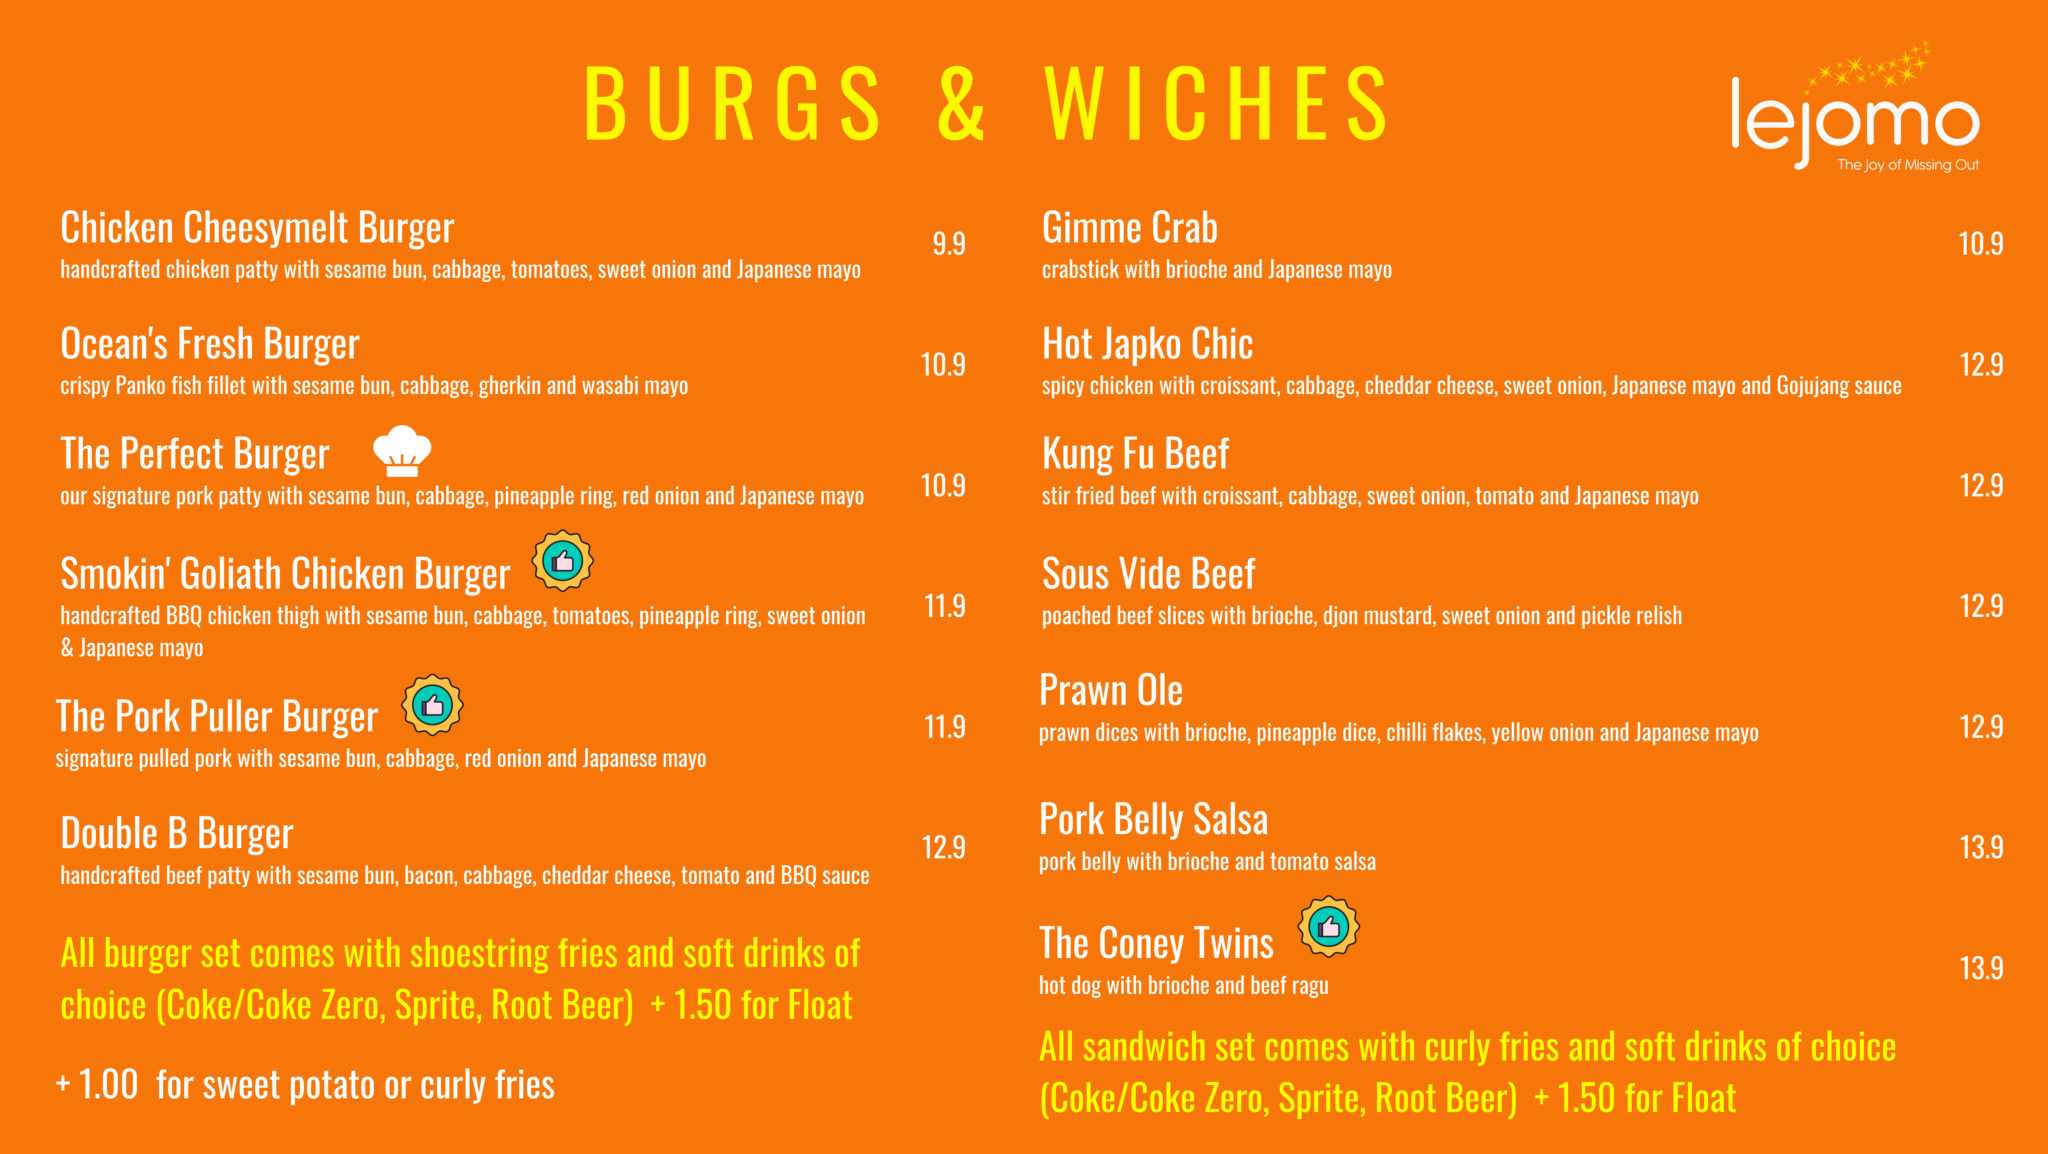 BURGS & WICHES
lejomo
The Joy of Missing Out
Chicken Cheesymelt Burger
9.9
handcrafted chicken patty with sesame bun, cabbage, tomatoes, sweet onion and Japanese mayo
Ocean's Fresh Burger
10.9
crispy Panko fish fillet with sesame bun, cabbage, gherkin and wasabi mayo
The Perfect Burger
10.9
our signature pork patty with sesame bun, cabbage, pineapple ring, red onion and Japanese mayo
Smokin' Goliath Chicken Burger
11.9
handcrafted BBQ chicken thigh with sesame bun, cabbage, tomatoes, pineapple ring, sweet onion
& Japanese mayo
The Pork Puller Burger
11.9
signature pulled pork with sesame bun, cabbage, red onion and Japanese mayo
Double B Burger
12.9
handcrafted beef patty with sesame bun, bacon, cabbage, cheddar cheese, tomato and BBQ sauce
All burger set comes with shoestring fries and soft drinks of
choice (Coke/Coke Zero, Sprite, Root Beer) + 1.50 for Float
+ 1.00 for sweet potato or curly fries
Gimme Crab
10.9
crabstick with brioche and Japanese mayo
Hot Japko Chic
12.9
spicy chicken with croissant, cabbage, cheddar cheese, sweet onion, Japanese mayo and Gojujang sauce
Kung Fu Beef
12.9
stir fried beef with croissant, cabbage, sweet onion, tomato and Japanese mayo
Sous Vide Beef
12.9
poached beef slices with brioche, djon mustard, sweet onion and pickle relish
Prawn Ole
12.9
prawn dices with brioche, pineapple dice, chilli flakes, yellow onion and Japanese mayo
Pork Belly Salsa
13.9
pork belly with brioche and tomato salsa
The Coney Twins
13.9
hot dog with brioche and beef ragu
All sandwich set comes with curly fries and soft drinks of choice
(Coke/Coke Zero, Sprite, Root Beer) + 1.50 for Float